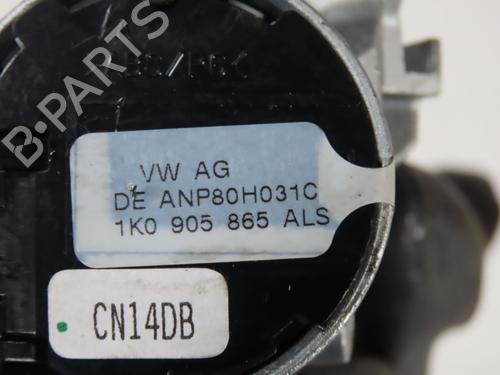 B-PARTS
VW AG
DE ANP80H031C
1K0 905 865 ALS
CN14DB